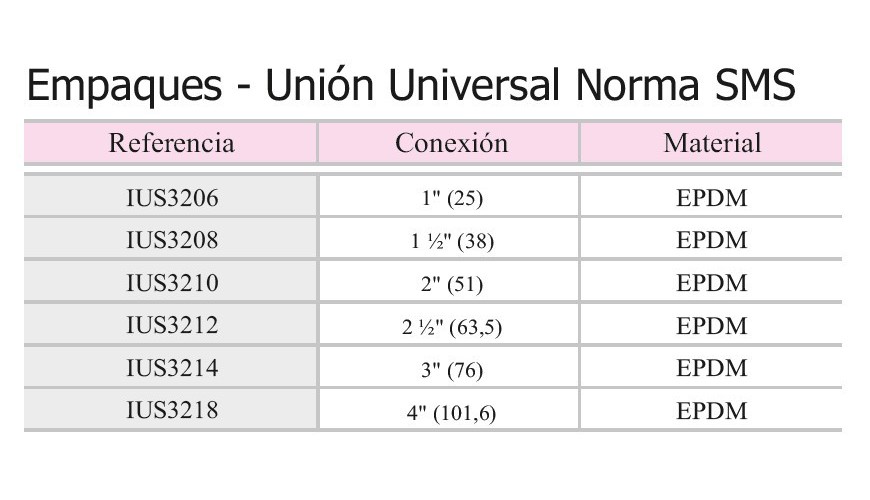 Empaques - Unión Universal Norma SMS
Referencia Conexión Material
IUS3206 1" (25) EPDM
IUS3208 1 ½" (38) EPDM
IUS3210 2" (51) EPDM
IUS3212 2 ½" (63,5) EPDM
IUS3214 3" (76) EPDM
IUS3218 4" (101,6) EPDM